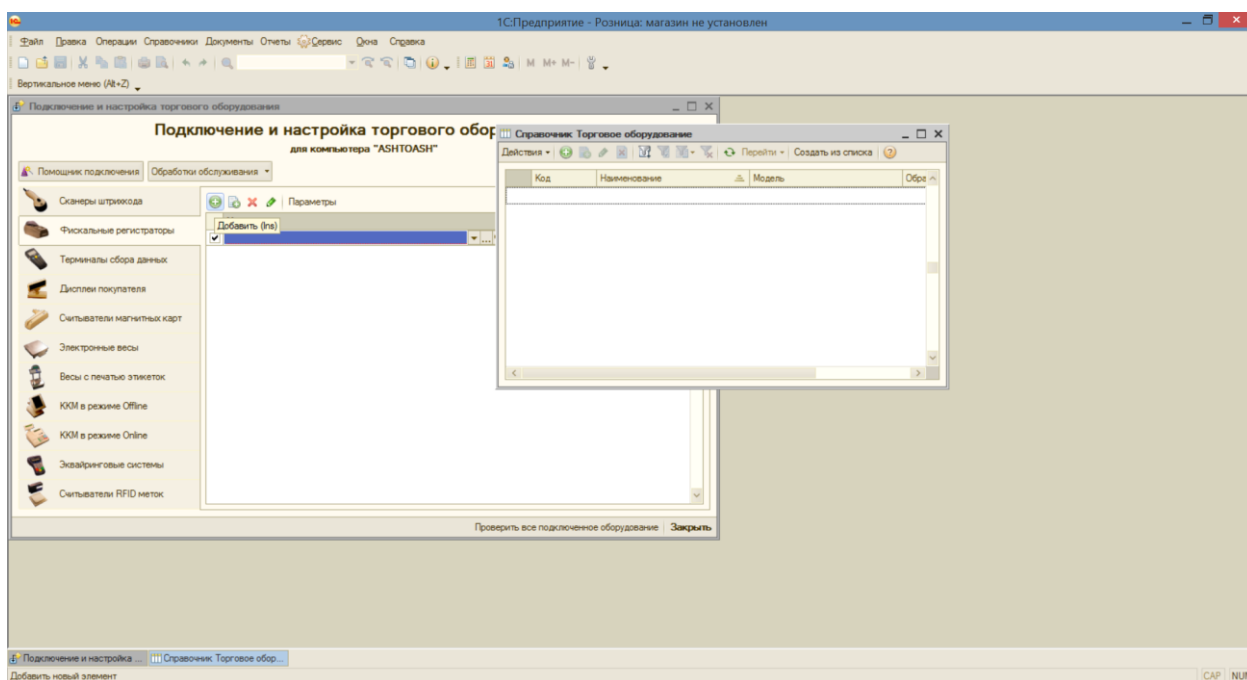 1С:Предприятие - Розница: магазин не установлен
Файл Правка Операции Справочники Документы Отчеты Сервис Окна Справка
M M+ M-
Вертикальное меню (Alt+Z)
Подключение и настройка торгового оборудования
Подключение и настройка торгового обор
для компьютера "ASHTOASH"
Помощник подключения Обработки обслуживания
Параметры
Добавить (Ins)
Сканеры штрихкода
Фискальные регистраторы
Терминалы сбора данных
Дисплеи покупателя
Считыватели магнитных карт
Электронные весы
Весы с печатью этикеток
ККМ в режиме Offline
ККМ в режиме Online
Эквайринговые системы
Считыватели RFID меток
Проверить все подключенное оборудование Закрыть
Справочник Торговое оборудование
Действия Перейти Создать из списка
Код Наименование Модель Обра
Подключение и настройка ... Справочник Торговое обор...
Добавить новый элемент CAP NUM